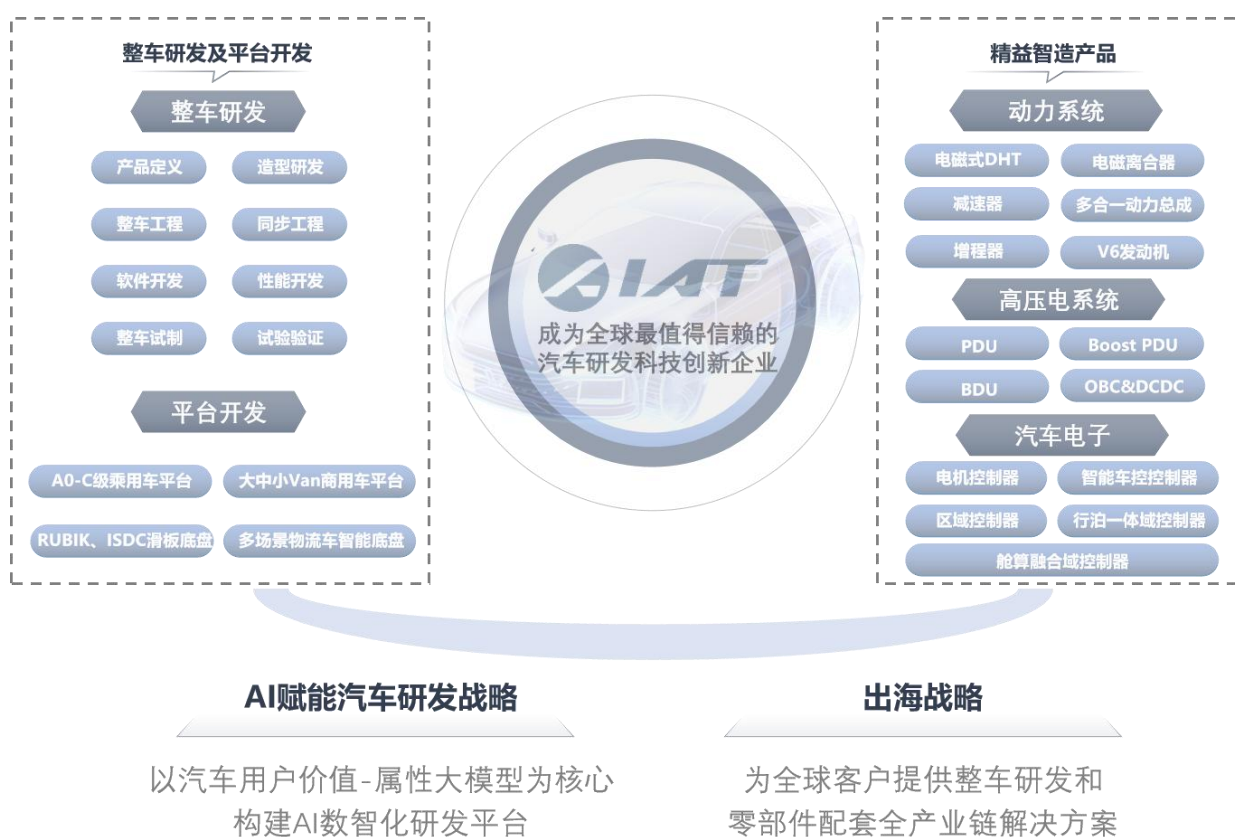 整车研发及平台开发
整车研发
产品定义
造型研发
整车工程
同步工程
软件开发
性能开发
整车试制
试验验证
平台开发
A0-C级乘用车平台
大中小Van商用车平台
RUBIK、ISDC滑板底盘
多场景物流车智能底盘
IAT
成为全球最值得信赖的
汽车研发科技创新企业
精益智造产品
动力系统
电磁式DHT
电磁离合器
减速器
多合一动力总成
增程器
V6发动机
高压电系统
PDU
Boost PDU
BDU
OBC&DCDC
汽车电子
电机控制器
智能车控控制器
区域控制器
行泊一体域控制器
舱算融合域控制器
AI赋能汽车研发战略
以汽车用户价值-属性大模型为核心
构建AI数智化研发平台
出海战略
为全球客户提供整车研发和
零部件配套全产业链解决方案